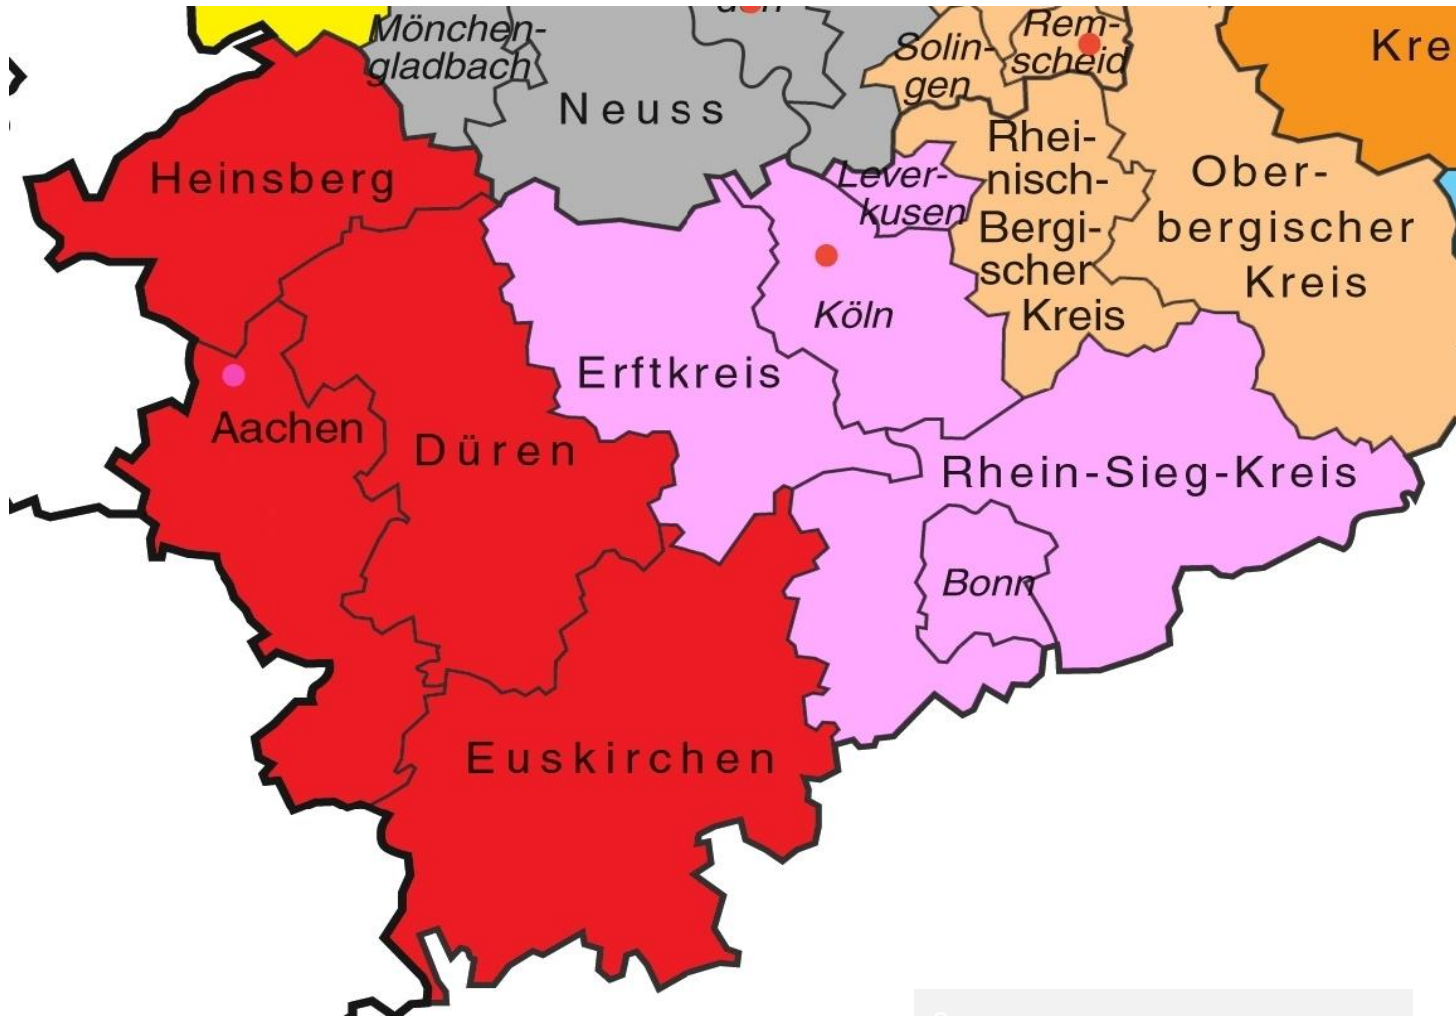 Mönchen-
gladbach
Neuss
Solin-
gen
Rem-
scheid
Kre
Heinsberg
Lever-
kusen
Rhei-
nisch-
Bergi-
scher
Kreis
Ober-
bergischer
Kreis
Köln
Erftkreis
Aachen
Düren
Rhein-Sieg-Kreis
Bonn
Euskirchen